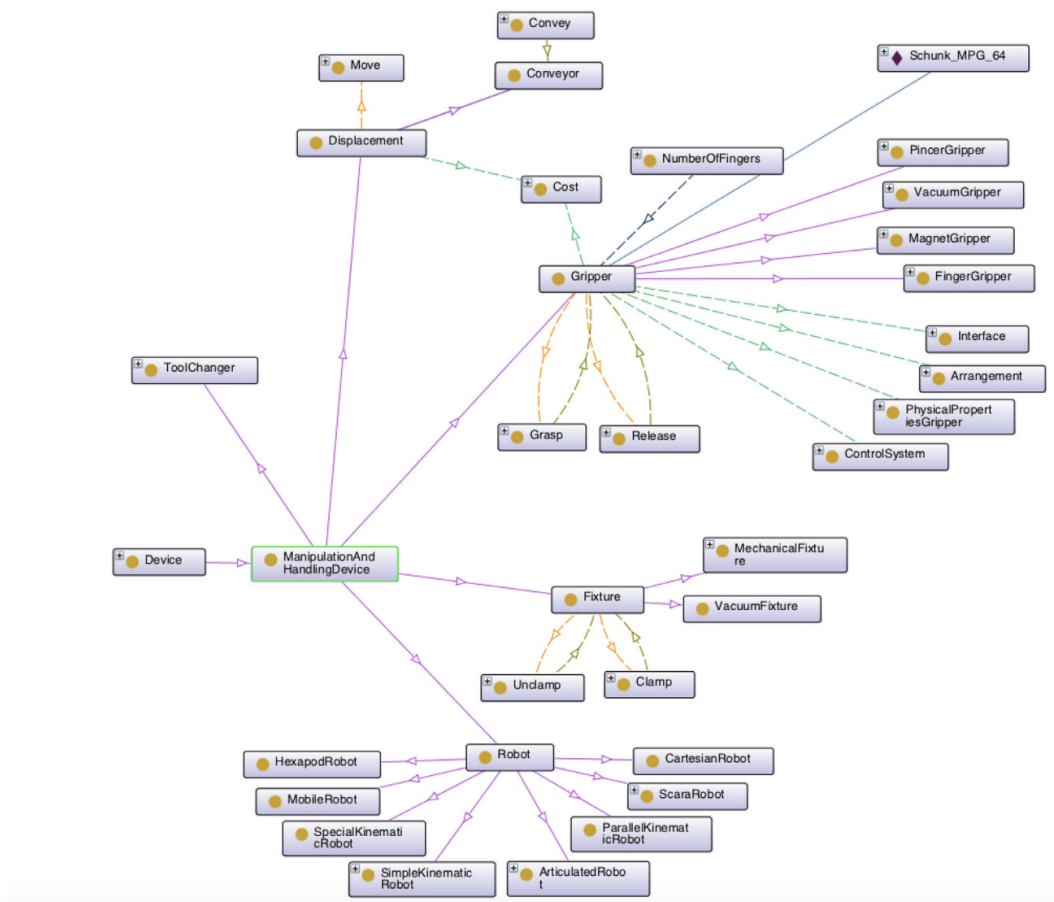 Convey
Move
Conveyor
Schunk_MPG_64
Displacement
NumberOfFingers
PincerGripper
Cost
VacuumGripper
MagnetGripper
Gripper
FingerGripper
Interface
ToolChanger
Arrangement
PhysicalPropert
iesGripper
Grasp
Release
ControlSystem
Device
ManipulationAnd
HandlingDevice
MechanicalFixtu
re
Fixture
VacuumFixture
Unclamp
Clamp
Robot
HexapodRobot
CartesianRobot
MobileRobot
ScaraRobot
SpecialKinemati
cRobot
ParallelKinemat
icRobot
SimpleKinematic
Robot
ArticulatedRobo
t